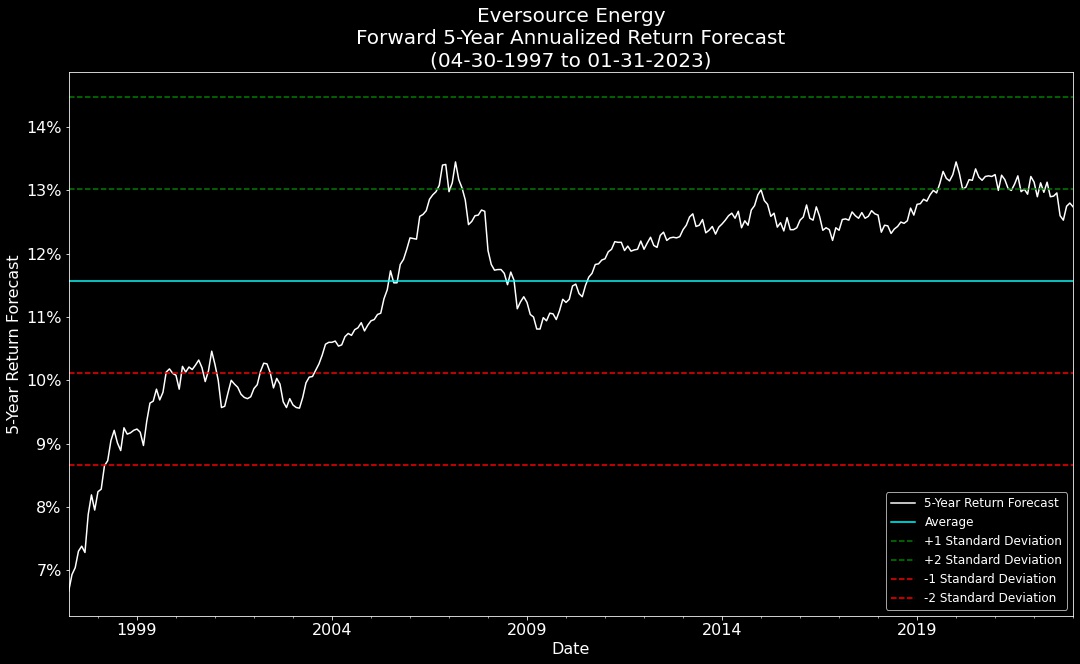 Eversource Energy
Forward 5-Year Annualized Return Forecast
(04-30-1997 to 01-31-2023)
14%
13%
12%
11%
10%
9%
8%
7%
5-Year Return Forecast
5-Year Return Forecast
Average
+1 Standard Deviation
+2 Standard Deviation
-1 Standard Deviation
-2 Standard Deviation
1999 2004 2009 2014 2019
Date